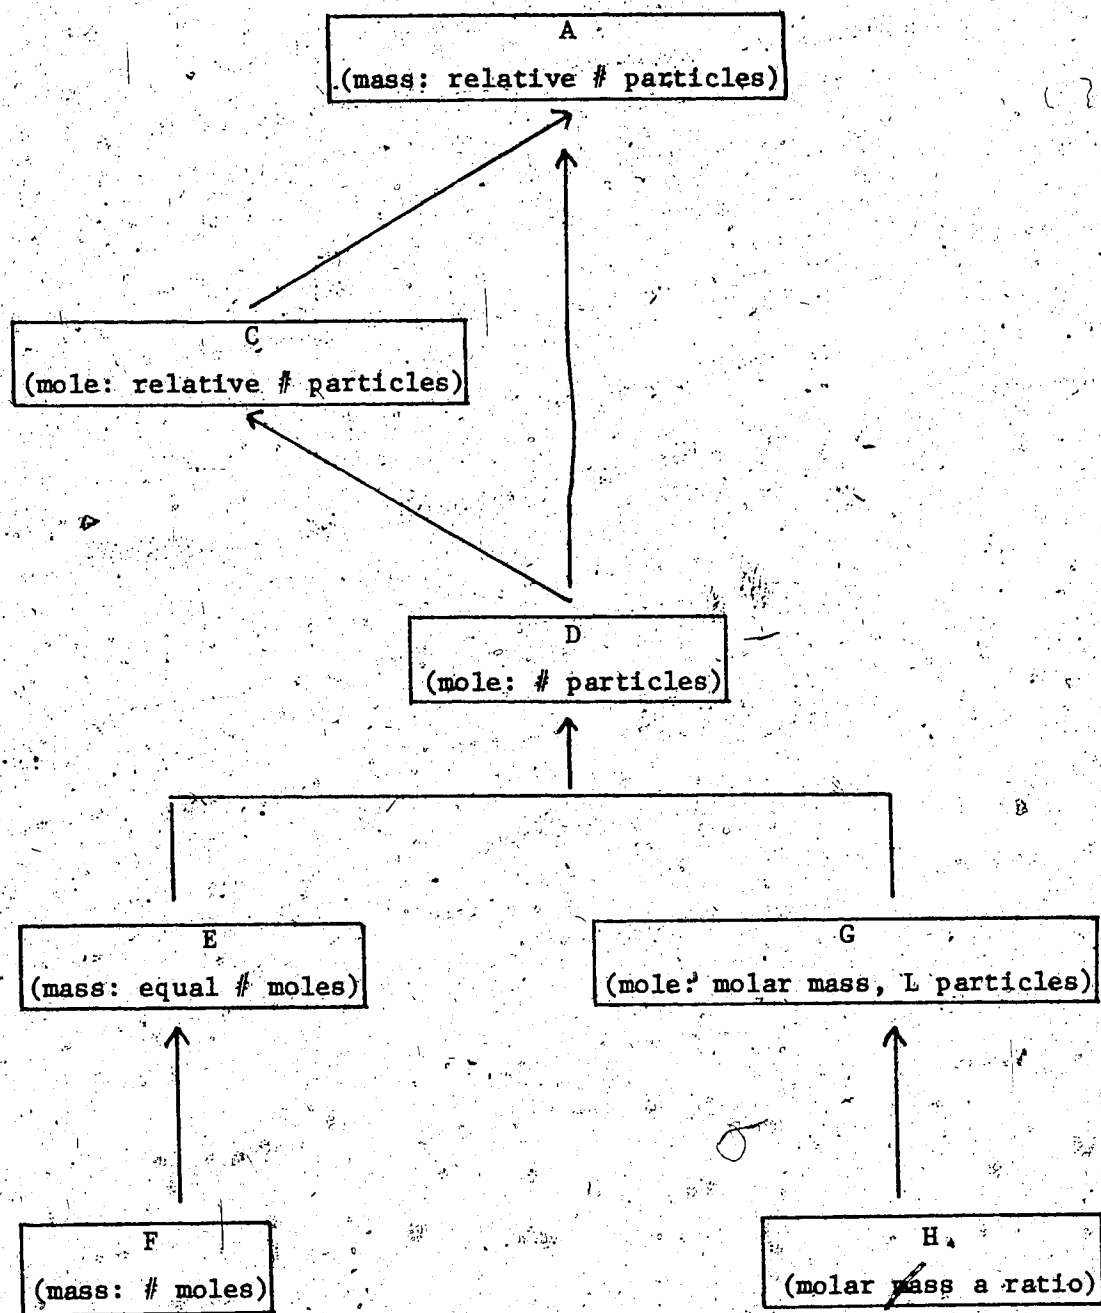 A
(mass: relative # particles)
C
(mole: relative # particles)
D
(mole: # particles)
E
(mass: equal # moles)
G
(mole: molar mass, L particles)
F
(mass: # moles)
H
(molar mass a ratio)